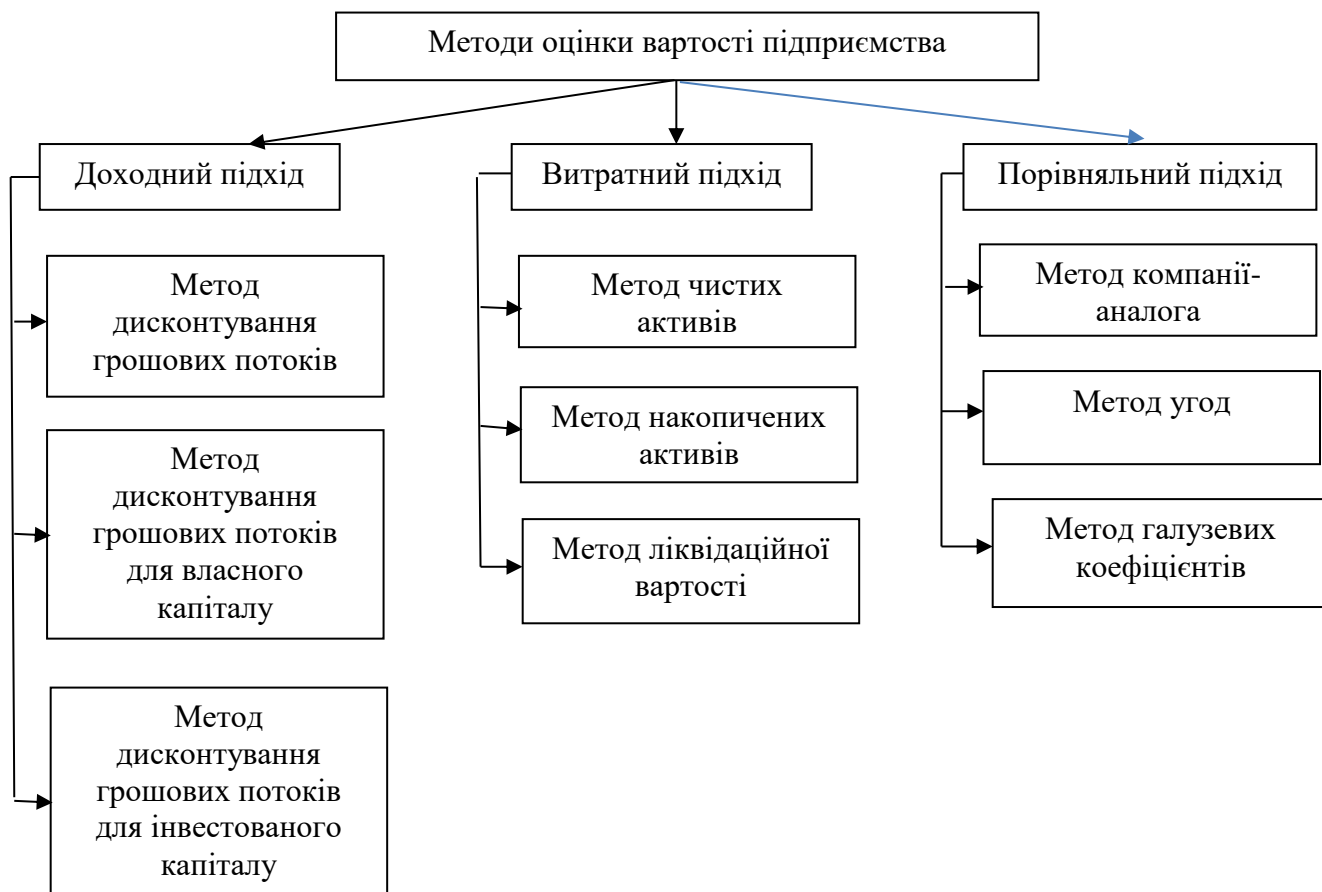 Методи оцінки вартості підприємства
Доходний підхід
Витратний підхід
Порівняльний підхід
Метод
дисконтування
грошових потоків
Метод
дисконтування
грошових потоків
для власного
капіталу
Метод
дисконтування
грошових потоків
для інвестованого
капіталу
Метод чистих
активів
Метод накопичених
активів
Метод ліквідаційної
вартості
Метод компанії-
аналога
Метод угод
Метод галузевих
коефіцієнтів